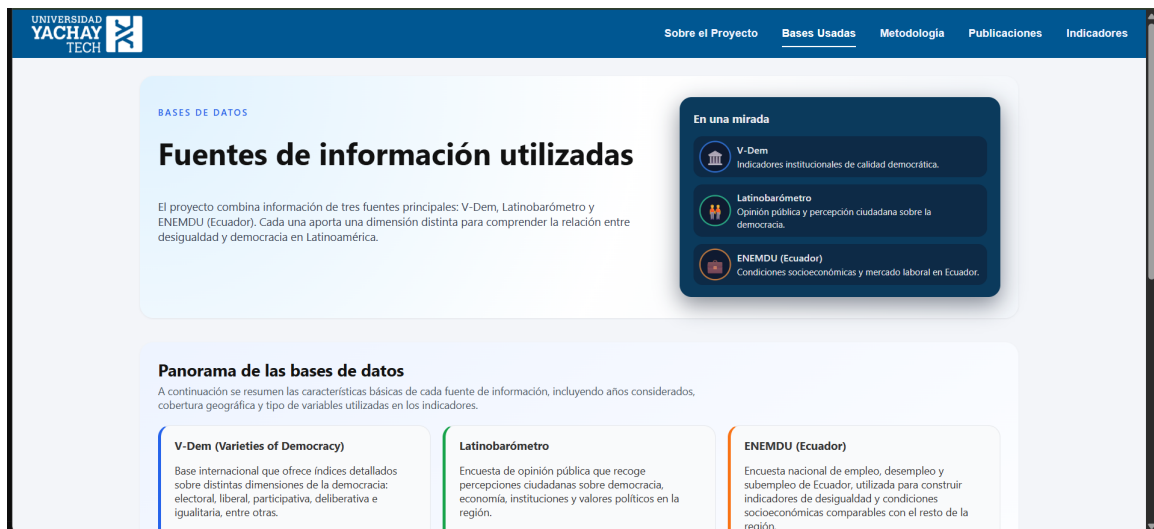 UNIVERSIDAD
YACHAY
TECH
Sobre el Proyecto
Bases Usadas
Metodología
Publicaciones
Indicadores
BASES DE DATOS
Fuentes de información utilizadas
El proyecto combina información de tres fuentes principales: V-Dem, Latinobarómetro y
ENEMDU (Ecuador). Cada una aporta una dimensión distinta para comprender la relación entre
desigualdad y democracia en Latinoamérica.
En una mirada
V-Dem
Indicadores institucionales de calidad democrática.
Latinobarómetro
Opinión pública y percepción ciudadana sobre la
democracia.
ENEMDU (Ecuador)
Condiciones socioeconómicas y mercado laboral en Ecuador.
Panorama de las bases de datos
A continuación se resumen las características básicas de cada fuente de información, incluyendo años considerados,
cobertura geográfica y tipo de variables utilizadas en los indicadores.
V-Dem (Varieties of Democracy)
Base internacional que ofrece índices detallados
sobre distintas dimensiones de la democracia:
electoral, liberal, participativa, deliberativa e
igualitaria, entre otras.
Latinobarómetro
Encuesta de opinión pública que recoge
percepciones ciudadanas sobre democracia,
economía, instituciones y valores políticos en la
región.
ENEMDU (Ecuador)
Encuesta nacional de empleo, desempleo y
subempleo de Ecuador, utilizada para construir
indicadores de desigualdad y condiciones
socioeconómicas comparables con el resto de la
región.